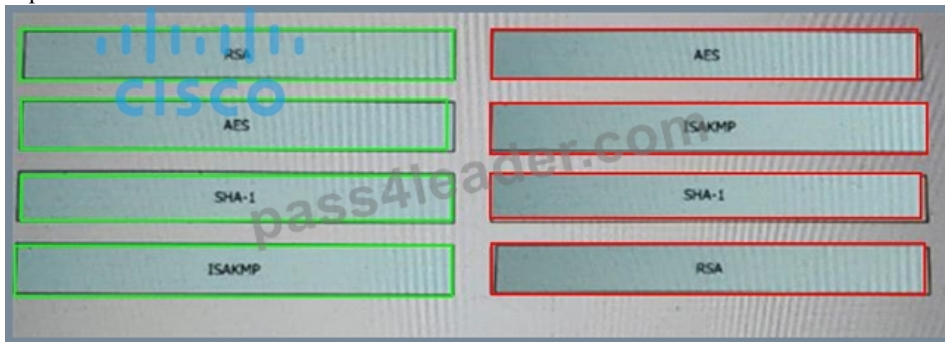 CISCO
RSA
AES
SHA-1
ISAKMP
AES
ISAKMP
SHA-1
RSA
pass4leader.com